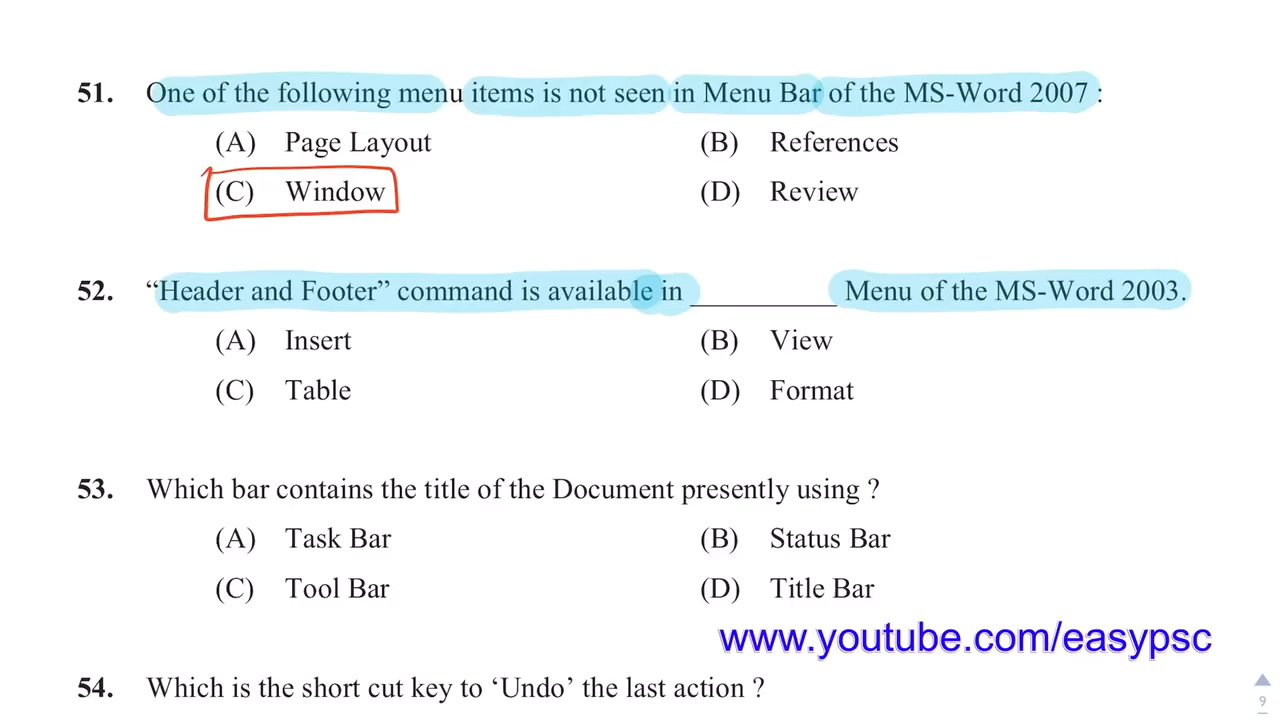 51. One of the following menu items is not seen in Menu Bar of the MS-Word 2007 :
(A) Page Layout (B) References
(C) Window (D) Review
52. “Header and Footer” command is available in __________ Menu of the MS-Word 2003.
(A) Insert (B) View
(C) Table (D) Format
53. Which bar contains the title of the Document presently using ?
(A) Task Bar (B) Status Bar
(C) Tool Bar (D) Title Bar
www.youtube.com/easypsc
54. Which is the short cut key to ‘Undo’ the last action ?
9